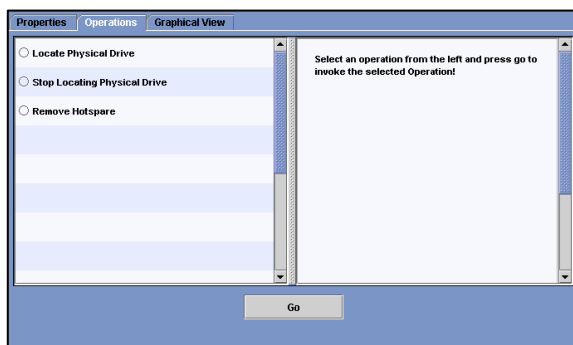 Properties Operations Graphical View
Locate Physical Drive
Stop Locating Physical Drive
Remove Hotspare
Select an operation from the left and press go to
invoke the selected Operation!
Go